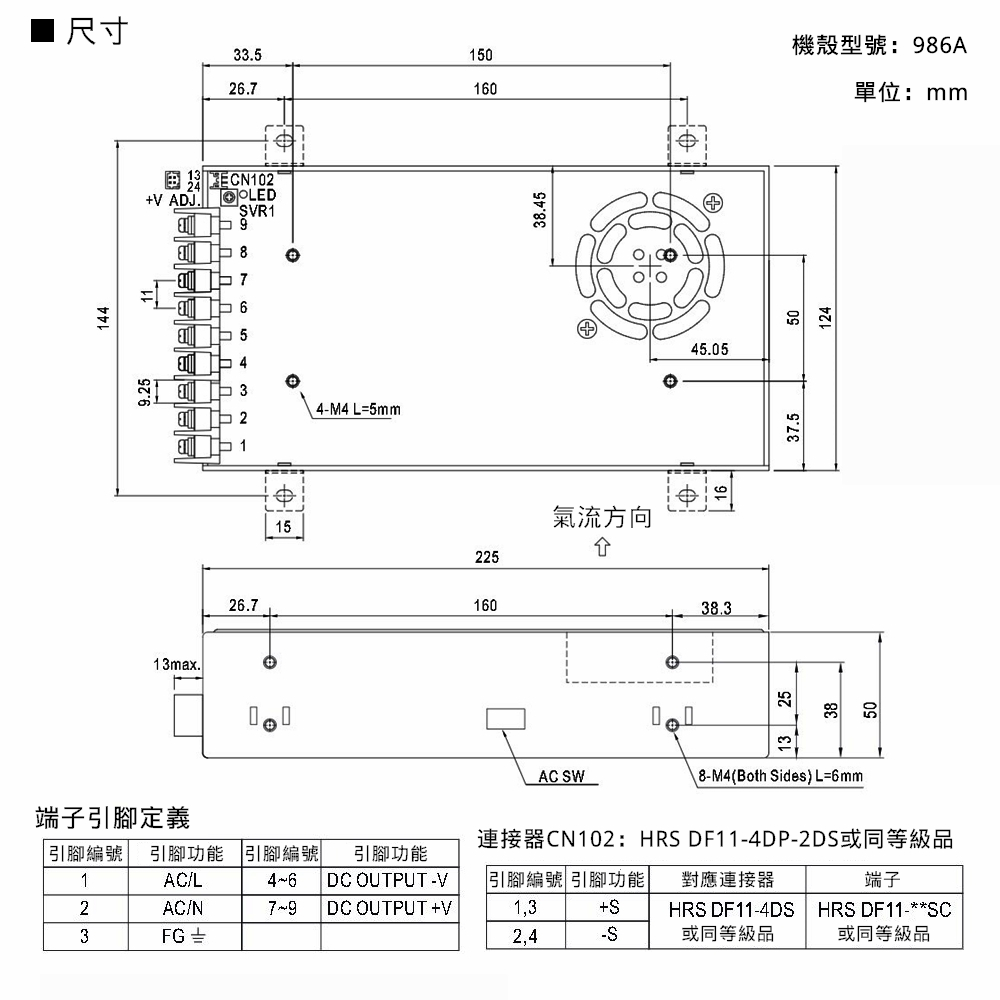 ■ 尺寸
機殼型號：986A
單位：mm
33.5
150
26.7
160
13
24
CN102
+V ADJ.
LED
SVR1
9
8
7
6
5
4
3
2
1
11
9.25
144
38.45
45.05
50
124
37.5
4-M4 L=5mm
15
16
氣流方向
225
26.7
160
38.3
13max.
25
13
38
50
AC SW
8-M4(Both Sides) L=6mm
端子引腳定義
引腳編號 引腳功能 引腳編號 引腳功能
1 AC/L 4~6 DC OUTPUT -V
2 AC/N 7~9 DC OUTPUT +V
3 FG ⏚
連接器CN102：HRS DF11-4DP-2DS或同等級品
引腳編號 引腳功能 對應連接器 端子
1,3 +S HRS DF11-4DS HRS DF11-**SC
2,4 -S 或同等級品 或同等級品